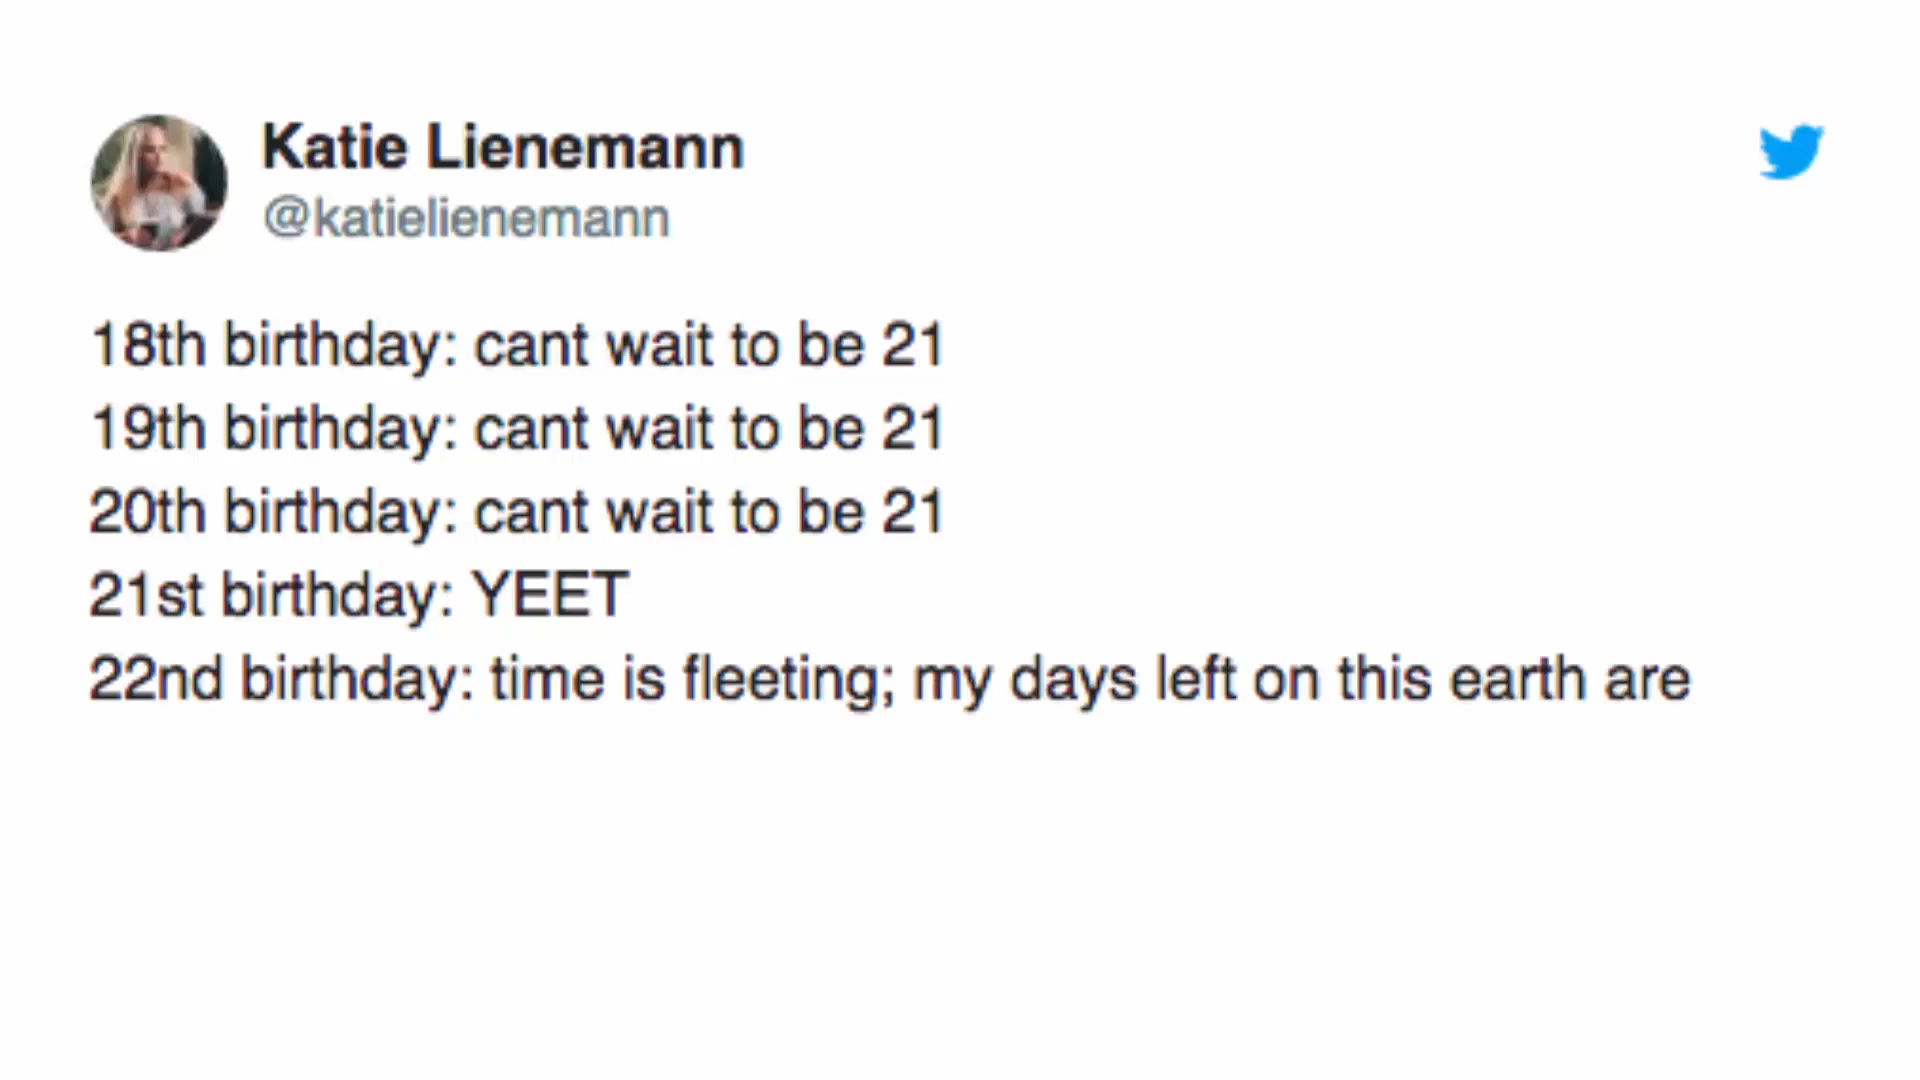 Katie Lienemann
@katielienemann
18th birthday: cant wait to be 21
19th birthday: cant wait to be 21
20th birthday: cant wait to be 21
21st birthday: YEET
22nd birthday: time is fleeting; my days left on this earth are